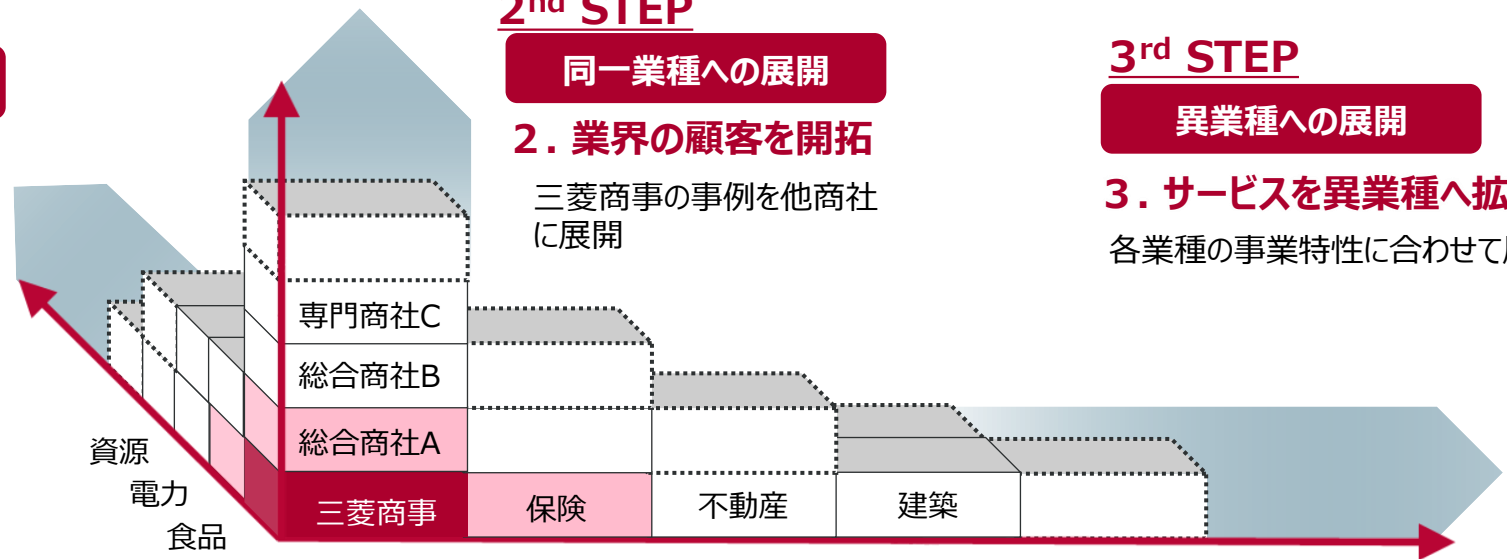 2nd STEP
同一業種への展開
2. 業界の顧客を開拓
三菱商事の事例を他商社
に展開
3rd STEP
異業種への展開
3. サービスを異業種へ拡
各業種の事業特性に合わせて
専門商社C
総合商社B
総合商社A
三菱商事
保険
不動産
建築
資源
電力
食品